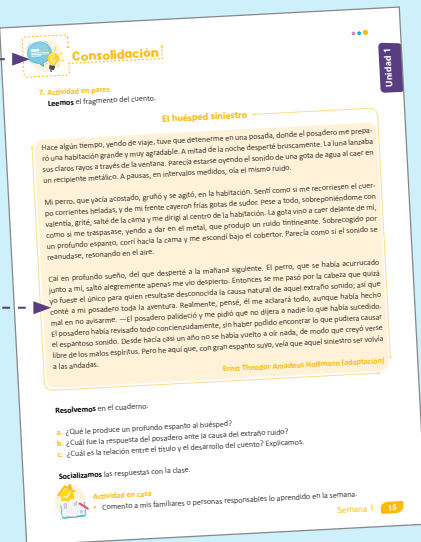 Consolidación
Unidad 1
7. Actividad en pares
Leemos el fragmento del cuento.
El huésped siniestro
Hace algún tiempo, yendo de viaje, tuve que detenerme en una posada, donde el posadero me prepa-
ró una habitación grande y muy agradable. A mitad de la noche desperté bruscamente. La luna lanzaba
sus claros rayos a través de la ventana. Parecía estarse oyendo el sonido de una gota de agua al caer en
un recipiente metálico. A pausas, en intervalos medidos, oía el mismo ruido.
Mi perro, que yacía acostado, gruñó y se agitó, en la habitación. Sentí como si me recorriesen el cuer-
po corrientes heladas, y de mi frente cayeron frías gotas de sudor. Pese a todo, sobreponiéndome con
valentía, grité, salté de la cama y me dirigí al centro de la habitación. La gota vino a caer delante de mí,
como si me traspasase, yendo a dar en el metal, que produjo un ruido tintineante. Sobrecogido por
un profundo espanto, corrí hacia la cama y me escondí bajo el cobertor. Parecía como si el sonido se
reanudase, resonando en el aire.
Caí en profundo sueño, del que desperté a la mañana siguiente. El perro, que se había acurrucado
junto a mí, saltó alegremente apenas me vio despierto. Entonces se me pasó por la cabeza que quizá
yo fuese el único para quien resultase desconocida la causa natural de aquel extraño sonido; así que
conté a mi posadero toda la aventura. Realmente, pensé, él me aclarará todo, aunque había hecho
mal en no avisarme. —El posadero palideció y me pidió que no dijera a nadie lo que había sucedido.
El posadero había revisado todo concienzudamente, sin haber podido encontrar lo que pudiera causar
el espantoso sonido. Desde hacía casi un año no se había vuelto a oír nada, de modo que creyó verse
libre de los malos espíritus. Pero he aquí que, con gran espanto suyo, veía que aquel siniestro ser volvía
a las andadas.
Ernst Theodor Amadeus Hoffmann (adaptación)
Resolvemos en el cuaderno.
a. ¿Qué le produce un profundo espanto al huésped?
b. ¿Cuál fue la respuesta del posadero ante la causa del extraño ruido?
c. ¿Cuál es la relación entre el título y el desarrollo del cuento? Explicamos.
Socializamos las respuestas con la clase.
Actividad en casa
• Comento a mis familiares o personas responsables lo aprendido en la semana.
Semana 1 15